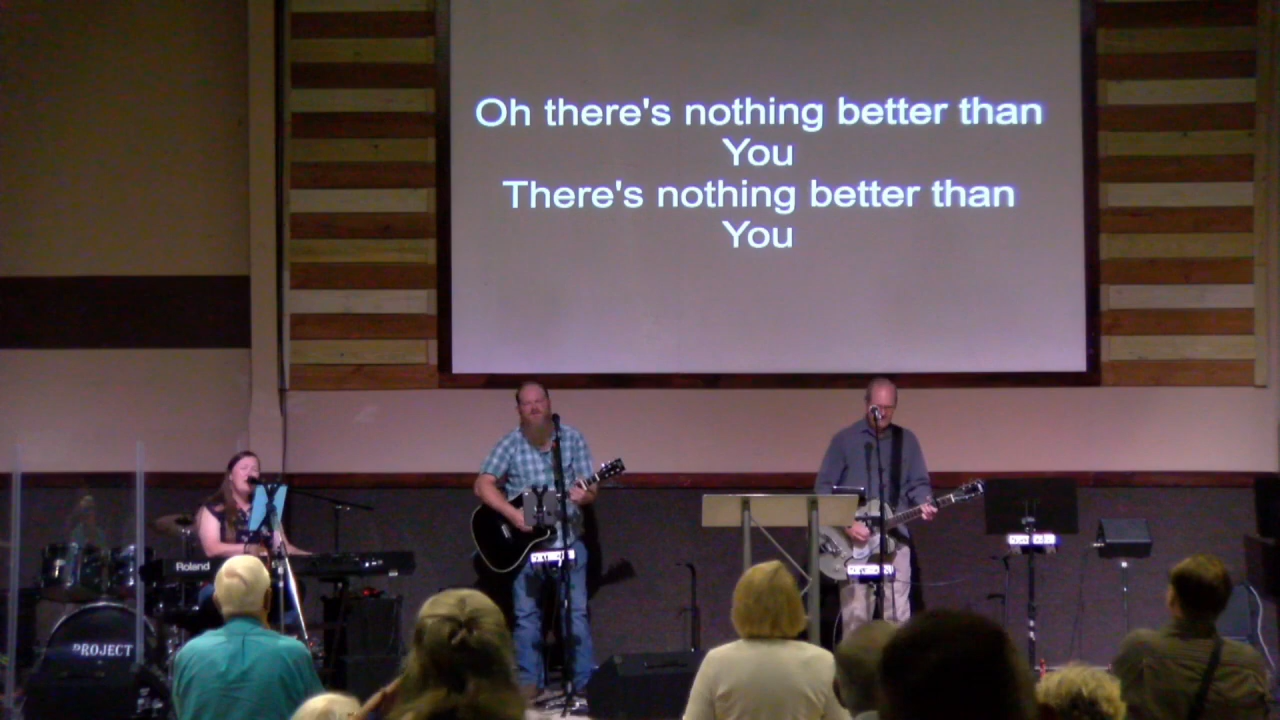 Oh there's nothing better than
You
There's nothing better than
You
Roland
PROJECT